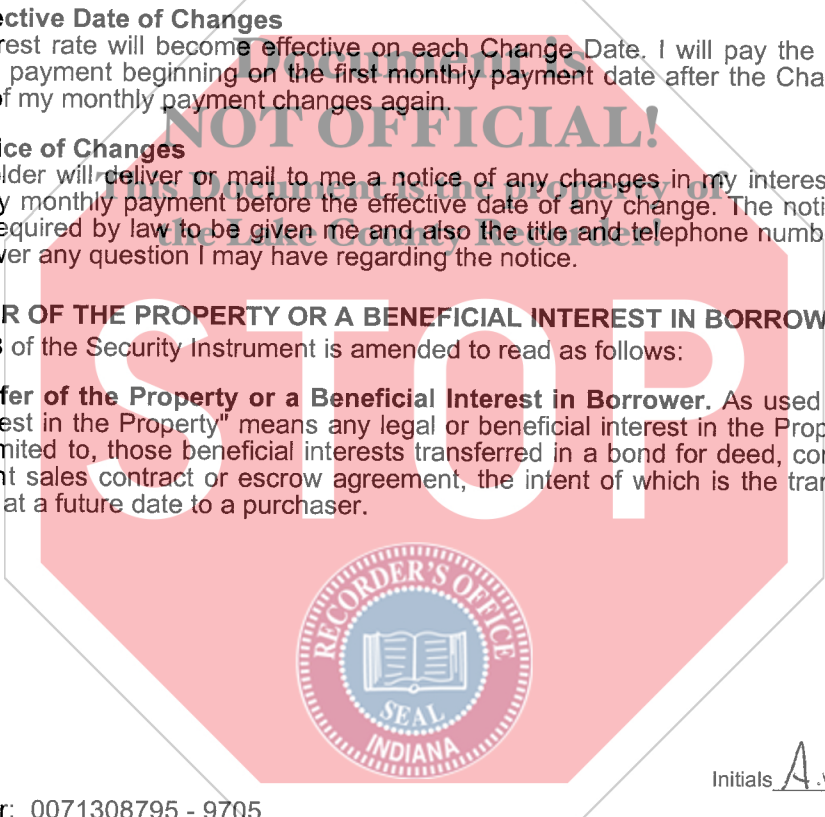 ective Date of Changes
rest rate will become effective on each Change Date. I will pay the
payment beginning on the first monthly payment date after the Cha
f my monthly payment changes again.
Document is
NOT OFFICIAL!
This Document is the property of
the Lake County Recorder!
ice of Changes
lder will deliver or mail to me a notice of any changes in my interes
y monthly payment before the effective date of any change. The noti
equired by law to be given me and also the title and telephone numb
er any question I may have regarding the notice.
R OF THE PROPERTY OR A BENEFICIAL INTEREST IN BORROW
of the Security Instrument is amended to read as follows:
fer of the Property or a Beneficial Interest in Borrower. As used
est in the Property" means any legal or beneficial interest in the Prop
mited to, those beneficial interests transferred in a bond for deed, co
nt sales contract or escrow agreement, the intent of which is the tran
at a future date to a purchaser.
STOP
RECORDER'S OFFICE
SEAL
INDIANA
Initials A.
r: 0071308795 - 9705